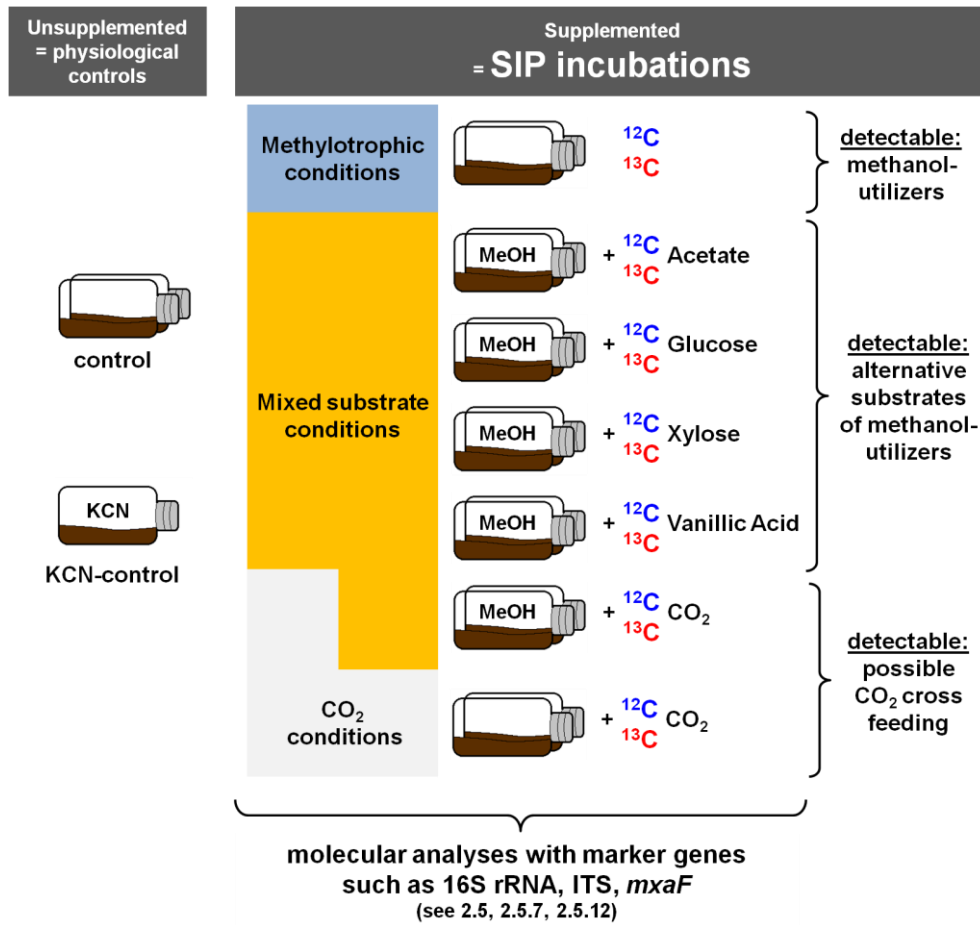 Unsupplemented
= physiological
controls
Supplemented
= SIP incubations
Methylotrophic
conditions
¹²C
¹³C
detectable:
methanol-
utilizers
control
KCN
KCN-control
Mixed substrate
conditions
MeOH + ¹²C
¹³C Acetate
MeOH + ¹²C
¹³C Glucose
MeOH + ¹²C
¹³C Xylose
MeOH + ¹²C
¹³C Vanillic Acid
detectable:
alternative
substrates
of methanol-
utilizers
MeOH + ¹²C
¹³C CO₂
CO₂
conditions
+ ¹²C
¹³C CO₂
detectable:
possible
CO₂ cross
feeding
molecular analyses with marker genes
such as 16S rRNA, ITS, mxaF
(see 2.5, 2.5.7, 2.5.12)